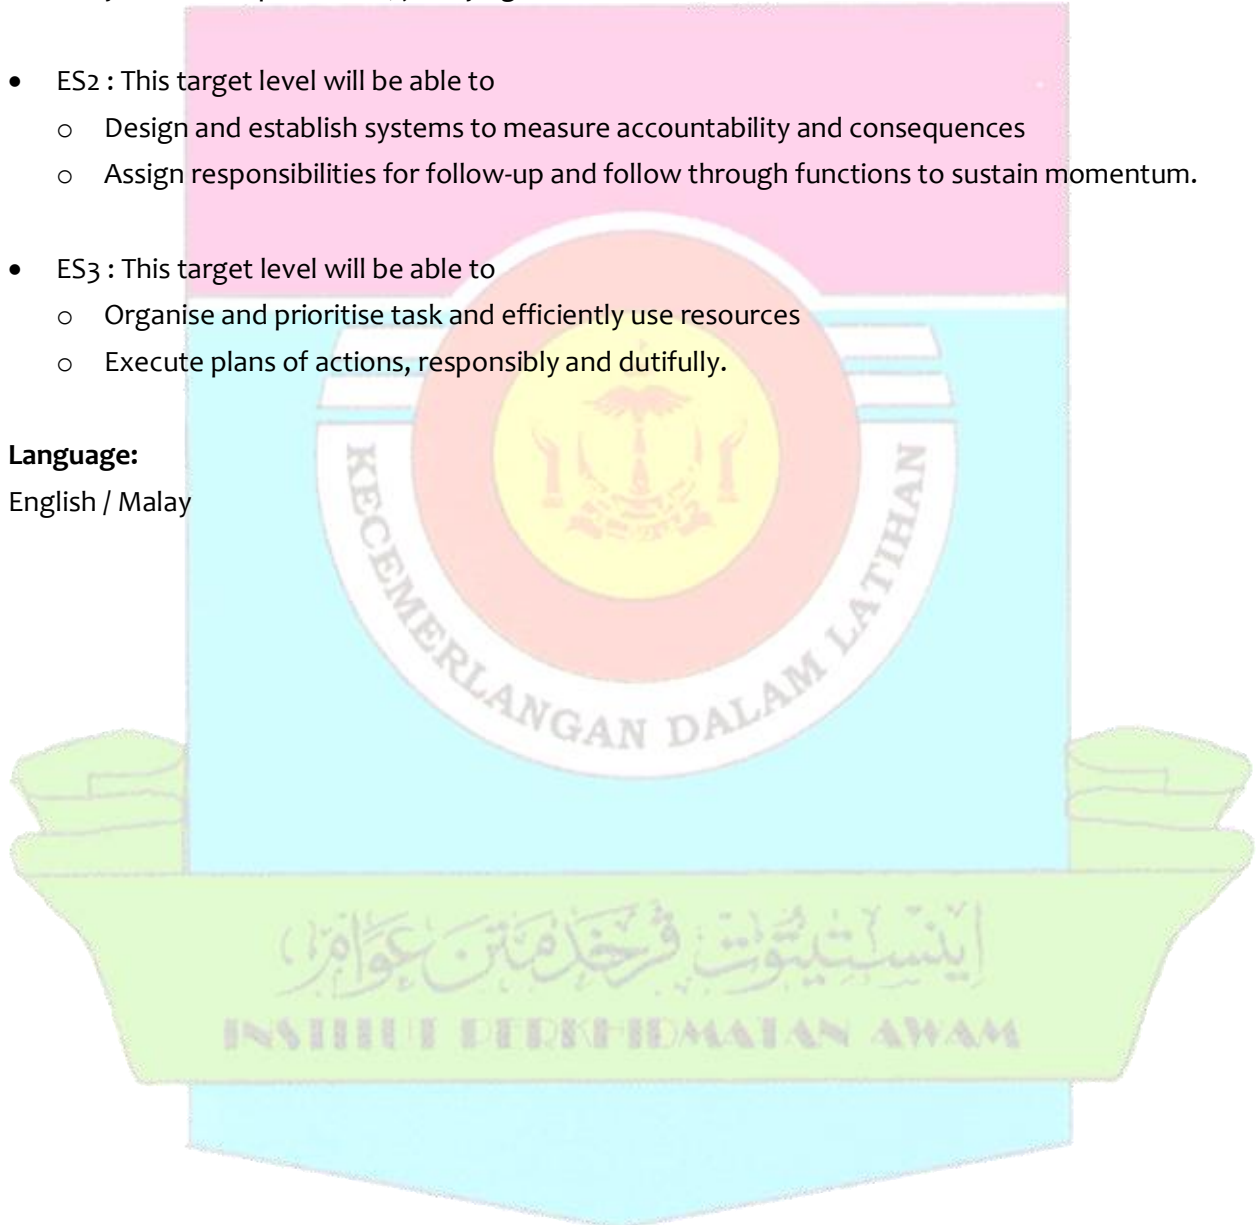 • ES2 : This target level will be able to
o Design and establish systems to measure accountability and consequences
o Assign responsibilities for follow-up and follow through functions to sustain momentum.
• ES3 : This target level will be able to
o Organise and prioritise task and efficiently use resources
o Execute plans of actions, responsibly and dutifully.
Language:
English / Malay
KECEMERLANGAN DALAM LATIHAN
اينستيتوت فرخدمتن عوام
INSTITUT PERKHIDMATAN AWAM